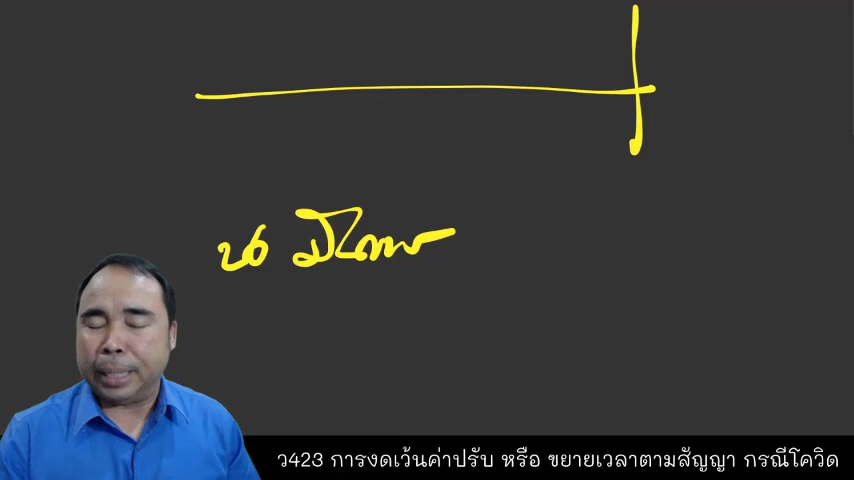 ว423 การงดเว้นค่าปรับ หรือ ขยายเวลาตามสัญญา กรณีโควิด